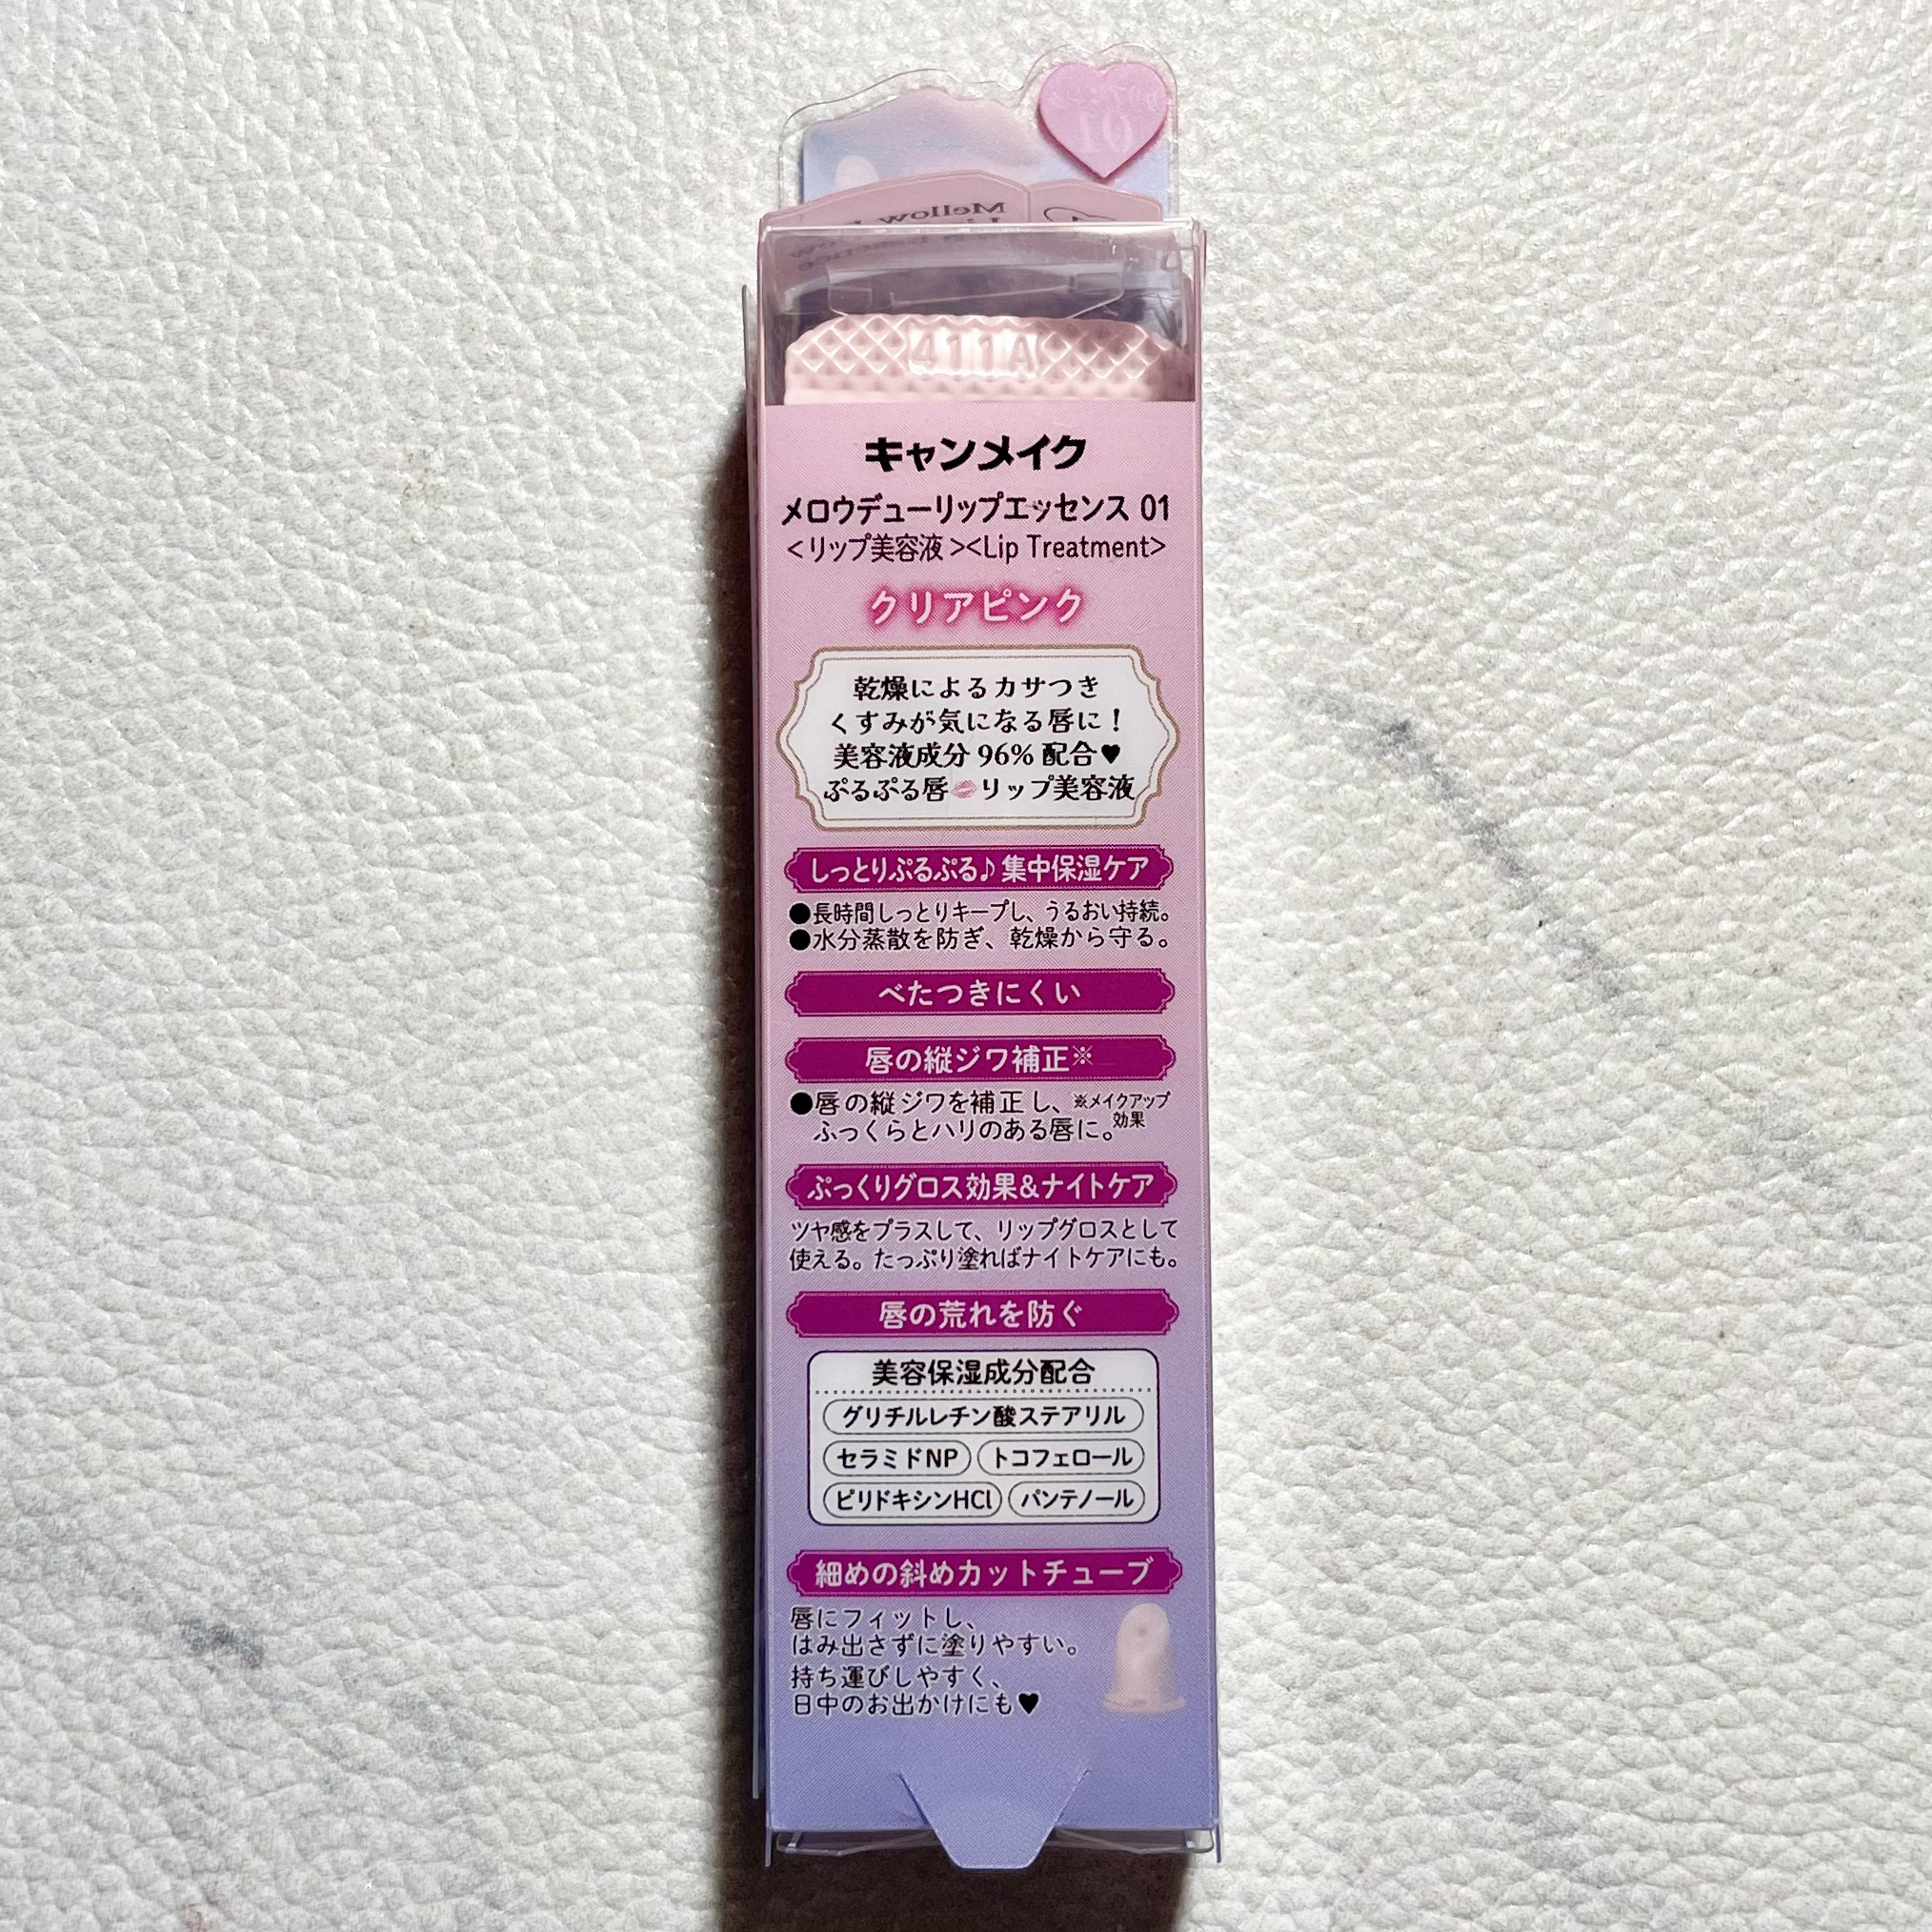 Mellow
411A
キャンメイク
メロウデューリップエッセンス 01
<リップ美容液><Lip Treatment>
クリアピンク
乾燥によるカサつき
くすみが気になる唇に！
美容液成分 96% 配合♥
ぷるぷる唇💋リップ美容液
しっとりぷるぷる♪集中保湿ケア
●長時間しっとりキープし、うるおい持続。
●水分蒸散を防ぎ、乾燥から守る。
べたつきにくい
唇の縦ジワ補正※
●唇の縦ジワを補正し、
ふっくらとハリのある唇に。
※メイクアップ
効果
ぷっくりグロス効果&ナイトケア
ツヤ感をプラスして、リップグロスとして
使える。たっぷり塗ればナイトケアにも。
唇の荒れを防ぐ
美容保湿成分配合
グリチルレチン酸ステアリル
セラミドNP トコフェロール
ピリドキシンHCl パンテノール
細めの斜めカットチューブ
唇にフィットし、
はみ出さずに塗りやすい。
持ち運びしやすく、
日中のお出かけにも♥